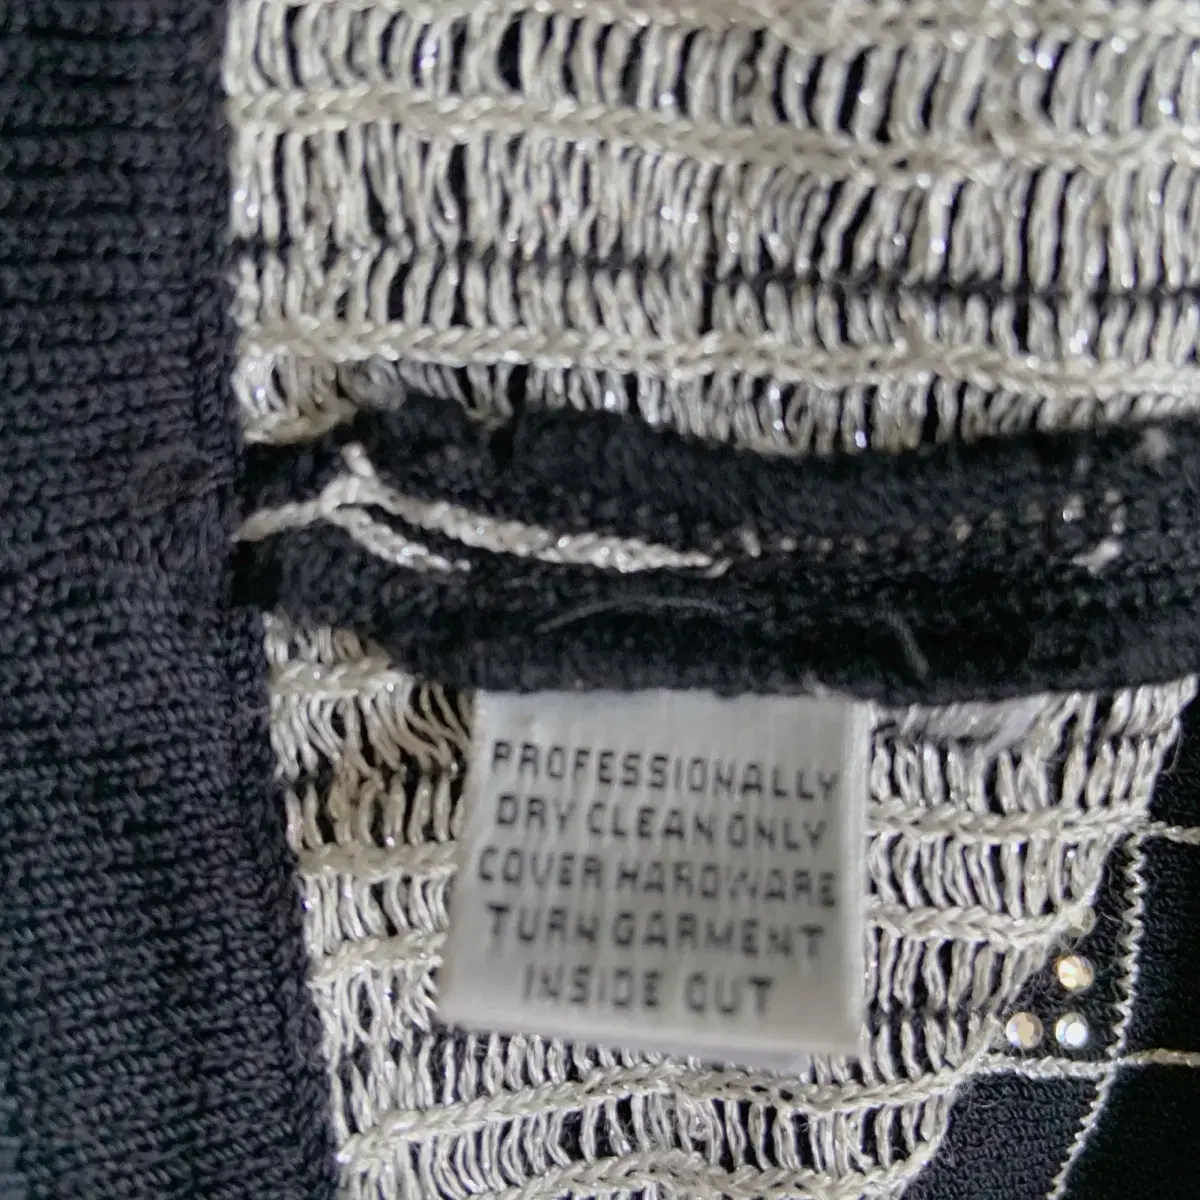 PROFESSIONALLY
DRY CLEAN ONLY
COVER HARDWARE
TURN GARMENT
INSIDE OUT